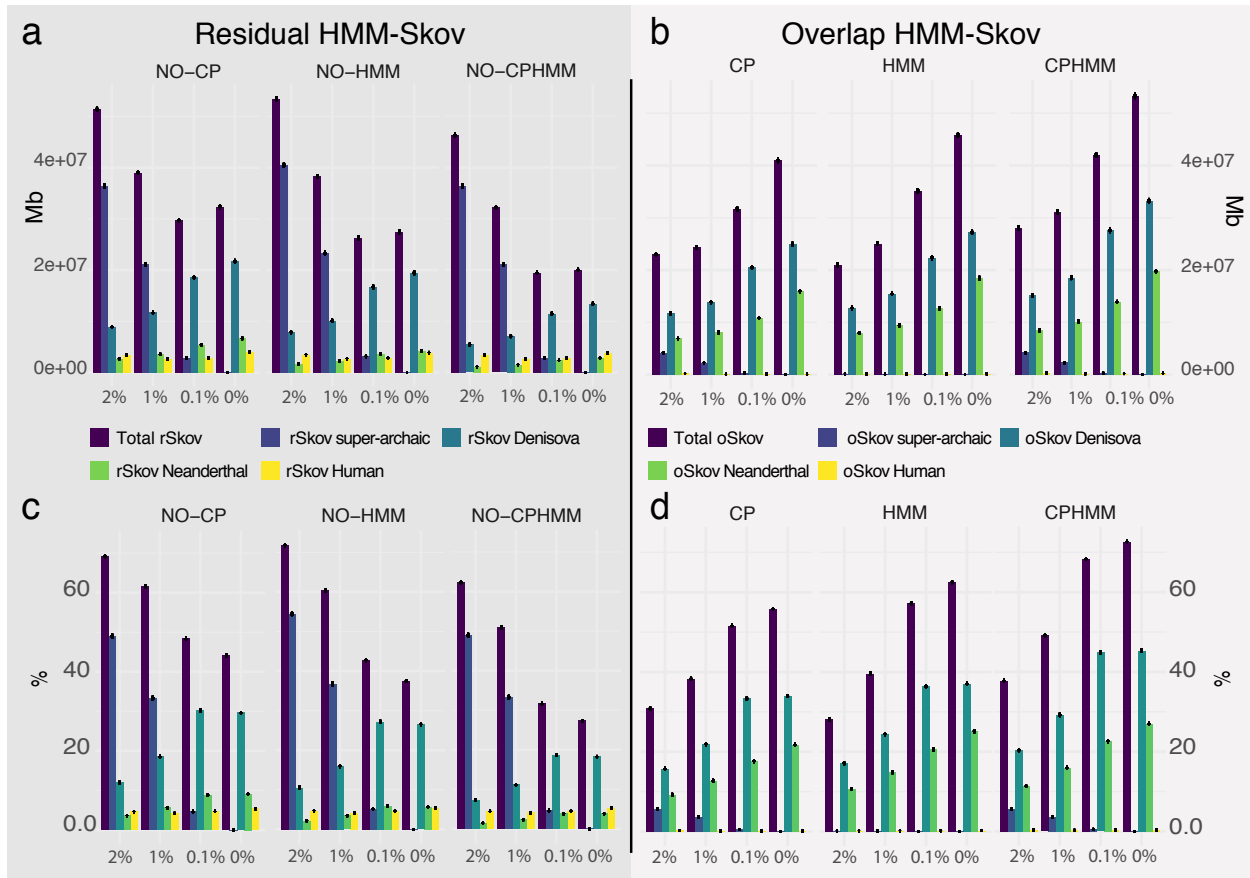 a
Residual HMM-Skov
NO−CP
NO−HMM
NO−CPHMM
Mb
4e+07
2e+07
0e+00
2%
1%
0.1%
0%
2%
1%
0.1%
0%
2%
1%
0.1%
0%
Total rSkov
rSkov super-archaic
rSkov Denisova
rSkov Neanderthal
rSkov Human
b
Overlap HMM-Skov
CP
HMM
CPHMM
4e+07
Mb
2e+07
0e+00
2%
1%
0.1%
0%
2%
1%
0.1%
0%
2%
1%
0.1%
0%
Total oSkov
oSkov super-archaic
oSkov Denisova
oSkov Neanderthal
oSkov Human
c
NO−CP
NO−HMM
NO−CPHMM
60
40
%
20
0.0
2%
1%
0.1%
0%
2%
1%
0.1%
0%
2%
1%
0.1%
0%
d
CP
HMM
CPHMM
60
40
%
20
0.0
2%
1%
0.1%
0%
2%
1%
0.1%
0%
2%
1%
0.1%
0%